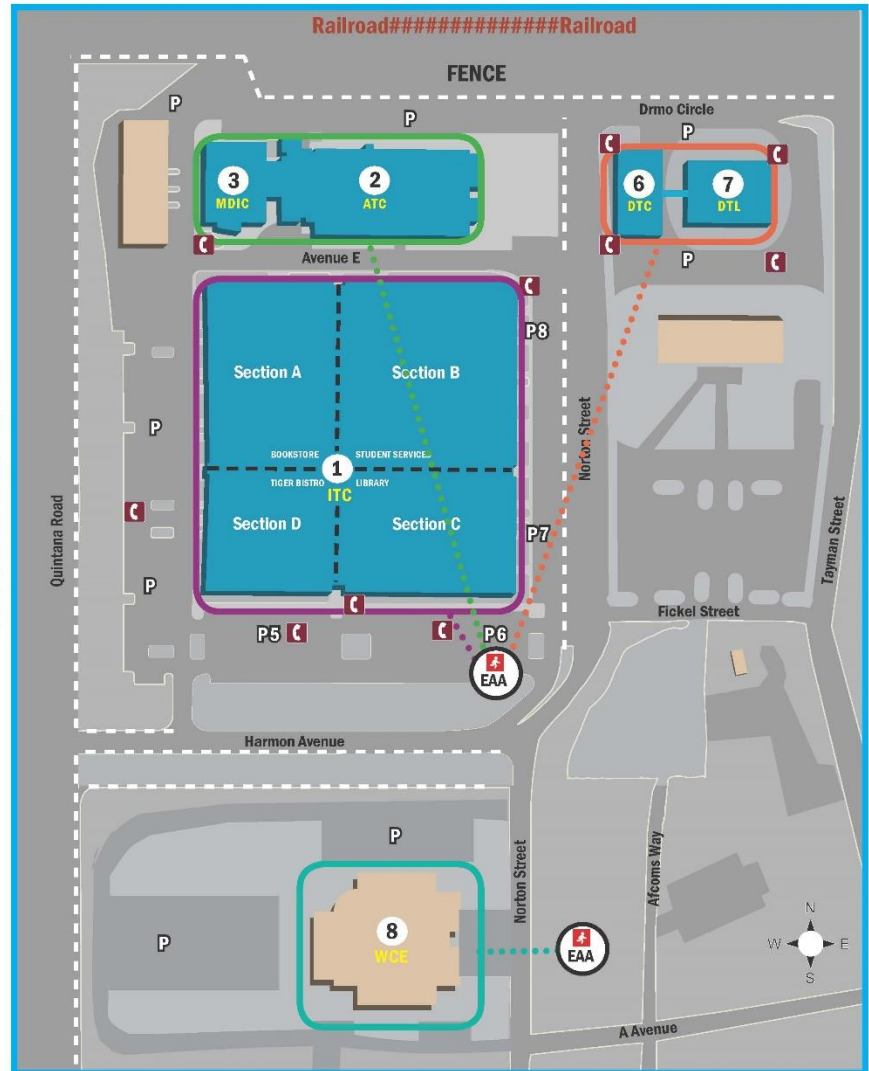 Railroad##############Railroad
FENCE
Drmo Circle
P
P
P
3
MDIC
2
ATC
6
DTC
7
DTL
Avenue E
P
P8
Section A
Section B
Norton Street
BOOKSTORE
STUDENT SERVICE
1
ITC
TIGER BISTRO
LIBRARY
P
Section D
Section C
P7
Quintana Road
Tayman Street
P
Fickel Street
P5
P6
EAA
Harmon Avenue
P
8
WCE
P
Norton Street
EAA
Afcoms Way
N
W
E
S
A Avenue